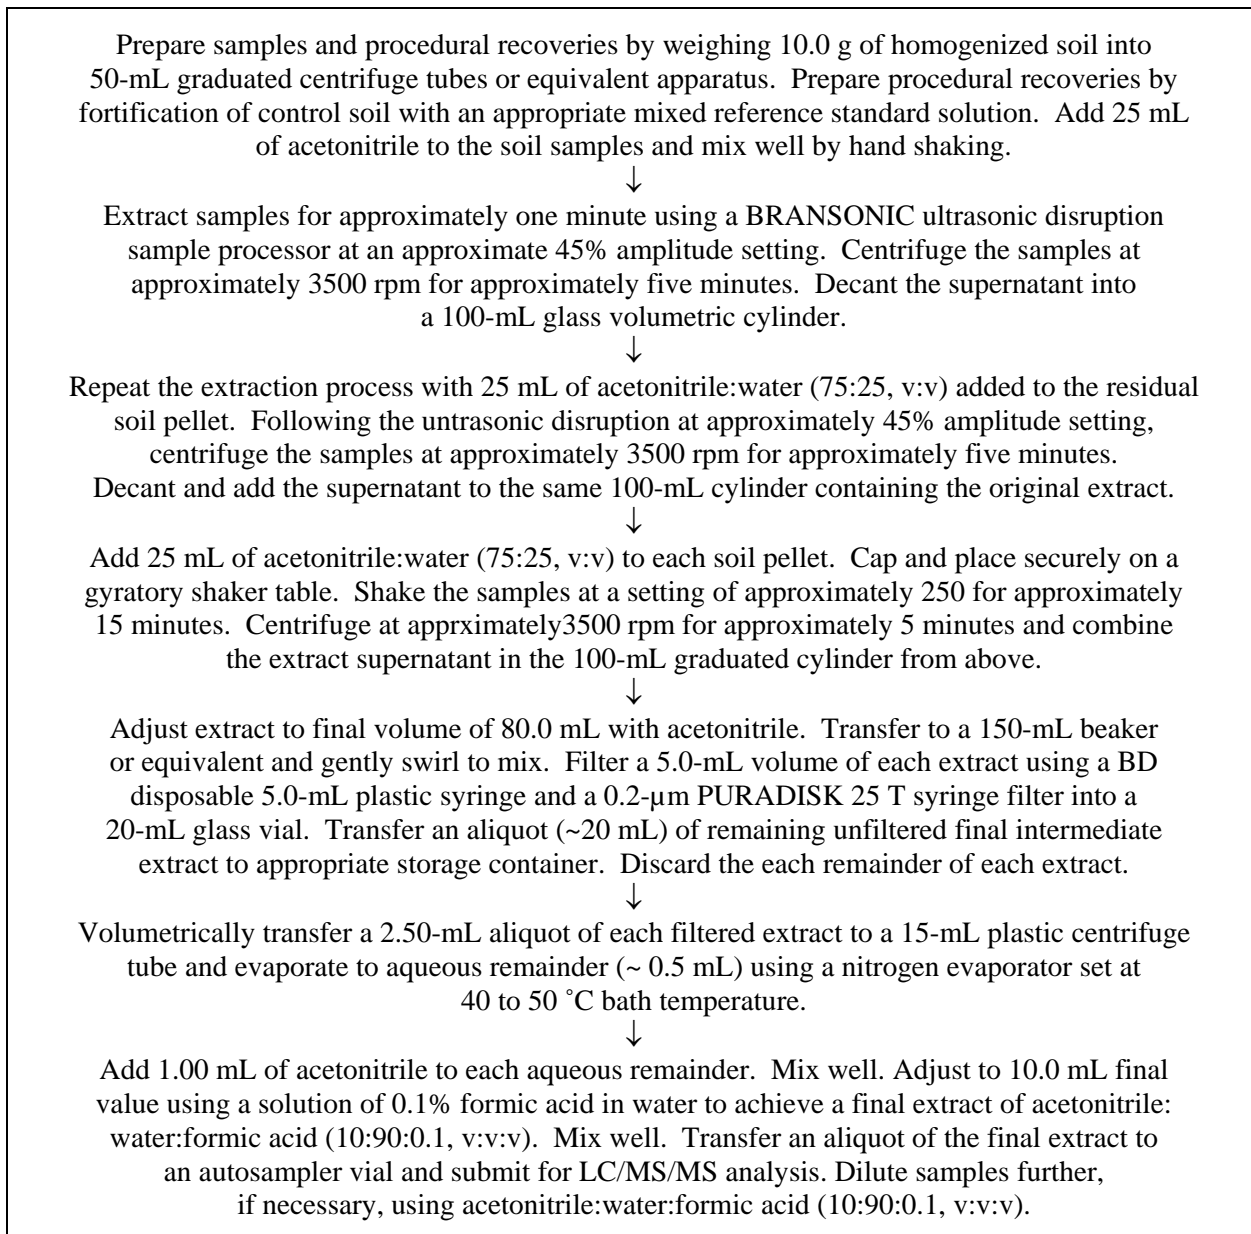 Prepare samples and procedural recoveries by weighing 10.0 g of homogenized soil into
50-mL graduated centrifuge tubes or equivalent apparatus.  Prepare procedural recoveries by
fortification of control soil with an appropriate mixed reference standard solution.  Add 25 mL
of acetonitrile to the soil samples and mix well by hand shaking.
↓
Extract samples for approximately one minute using a BRANSONIC ultrasonic disruption
sample processor at an approximate 45% amplitude setting.  Centrifuge the samples at
approximately 3500 rpm for approximately five minutes.  Decant the supernatant into
a 100-mL glass volumetric cylinder.
↓
Repeat the extraction process with 25 mL of acetonitrile:water (75:25, v:v) added to the residual
soil pellet.  Following the untrasonic disruption at approximately 45% amplitude setting,
centrifuge the samples at approximately 3500 rpm for approximately five minutes.
Decant and add the supernatant to the same 100-mL cylinder containing the original extract.
↓
Add 25 mL of acetonitrile:water (75:25, v:v) to each soil pellet.  Cap and place securely on a
gyratory shaker table.  Shake the samples at a setting of approximately 250 for approximately
15 minutes.  Centrifuge at apprximately3500 rpm for approximately 5 minutes and combine
the extract supernatant in the 100-mL graduated cylinder from above.
↓
Adjust extract to final volume of 80.0 mL with acetonitrile.  Transfer to a 150-mL beaker
or equivalent and gently swirl to mix.  Filter a 5.0-mL volume of each extract using a BD
disposable 5.0-mL plastic syringe and a 0.2-µm PURADISK 25 T syringe filter into a
20-mL glass vial.  Transfer an aliquot (~20 mL) of remaining unfiltered final intermediate
extract to appropriate storage container.  Discard the each remainder of each extract.
↓
Volumetrically transfer a 2.50-mL aliquot of each filtered extract to a 15-mL plastic centrifuge
tube and evaporate to aqueous remainder (~ 0.5 mL) using a nitrogen evaporator set at
40 to 50 ˚C bath temperature.
↓
Add 1.00 mL of acetonitrile to each aqueous remainder.  Mix well. Adjust to 10.0 mL final
value using a solution of 0.1% formic acid in water to achieve a final extract of acetonitrile:
water:formic acid (10:90:0.1, v:v:v).  Mix well.  Transfer an aliquot of the final extract to
an autosampler vial and submit for LC/MS/MS analysis. Dilute samples further,
if necessary, using acetonitrile:water:formic acid (10:90:0.1, v:v:v).